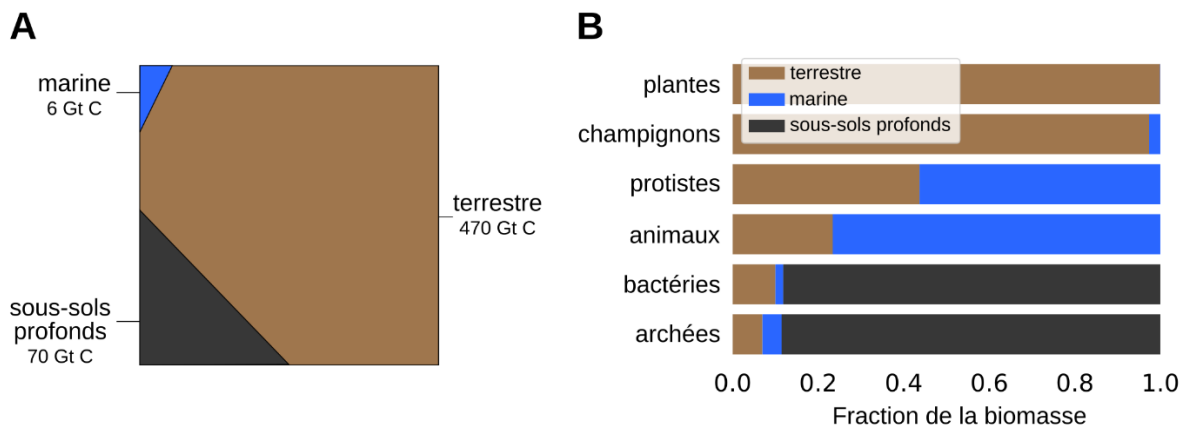 A
marine
6 Gt C
terrestre
470 Gt C
sous-sols
profonds
70 Gt C
B
terrestre
marine
sous-sols profonds
plantes
champignons
protistes
animaux
bactéries
archées
0.0 0.2 0.4 0.6 0.8 1.0
Fraction de la biomasse